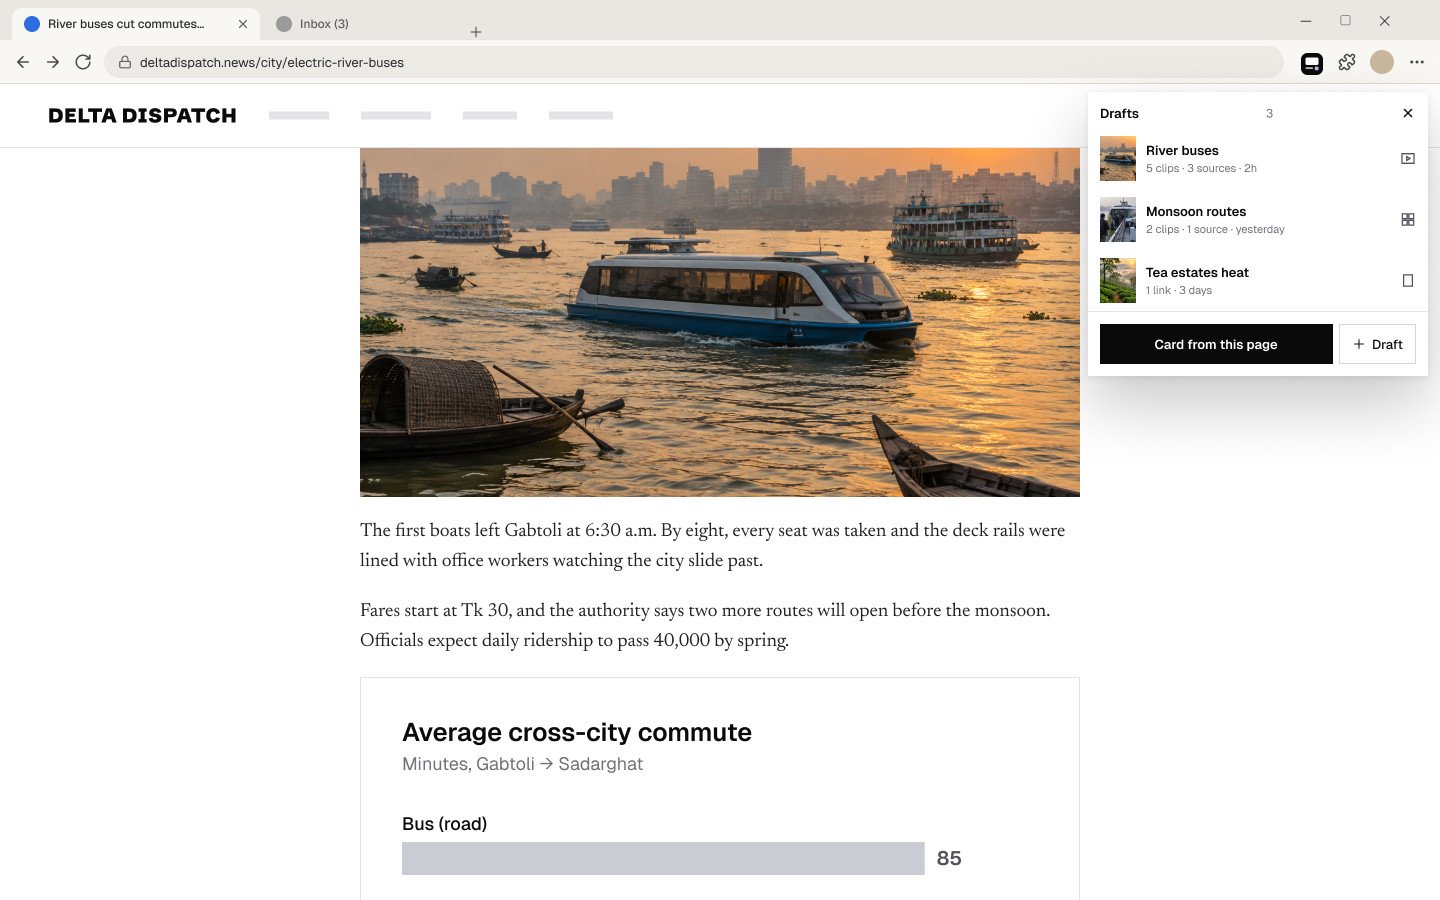 River buses cut commutes…
Inbox (3)
deltadispatch.news/city/electric-river-buses
DELTA DISPATCH
Drafts
3
River buses
5 clips · 3 sources · 2h
Monsoon routes
2 clips · 1 source · yesterday
Tea estates heat
1 link · 3 days
Card from this page
Draft
The first boats left Gabtoli at 6:30 a.m. By eight, every seat was taken and the deck rails were
lined with office workers watching the city slide past.
Fares start at Tk 30, and the authority says two more routes will open before the monsoon.
Officials expect daily ridership to pass 40,000 by spring.
Average cross-city commute
Minutes, Gabtoli → Sadarghat
Bus (road)
85